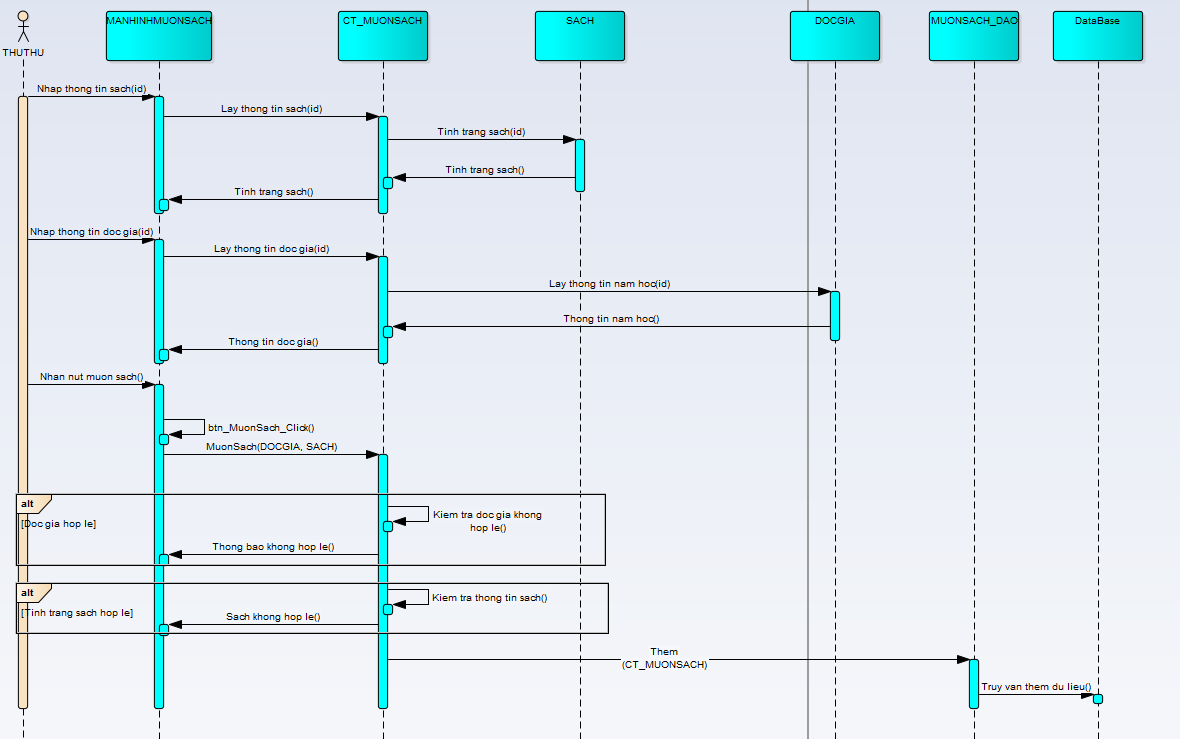 MANHINHMUONSACH
CT_MUONSACH
SACH
DOCGIA
MUONSACH_DAO
DataBase
THUTHU
Nhap thong tin sach(id)
Lay thong tin sach(id)
Tinh trang sach(id)
Tinh trang sach()
Tinh trang sach()
Nhap thong tin doc gia(id)
Lay thong tin doc gia(id)
Lay thong tin nam hoc(id)
Thong tin nam hoc()
Thong tin doc gia()
Nhan nut muon sach()
btn_MuonSach_Click()
MuonSach(DOCGIA, SACH)
alt
[Doc gia hop le]
Kiem tra doc gia khong
hop le()
Thong bao khong hop le()
alt
[Tinh trang sach hop le]
Kiem tra thong tin sach()
Sach khong hop le()
Them
(CT_MUONSACH)
Truy van them du lieu()